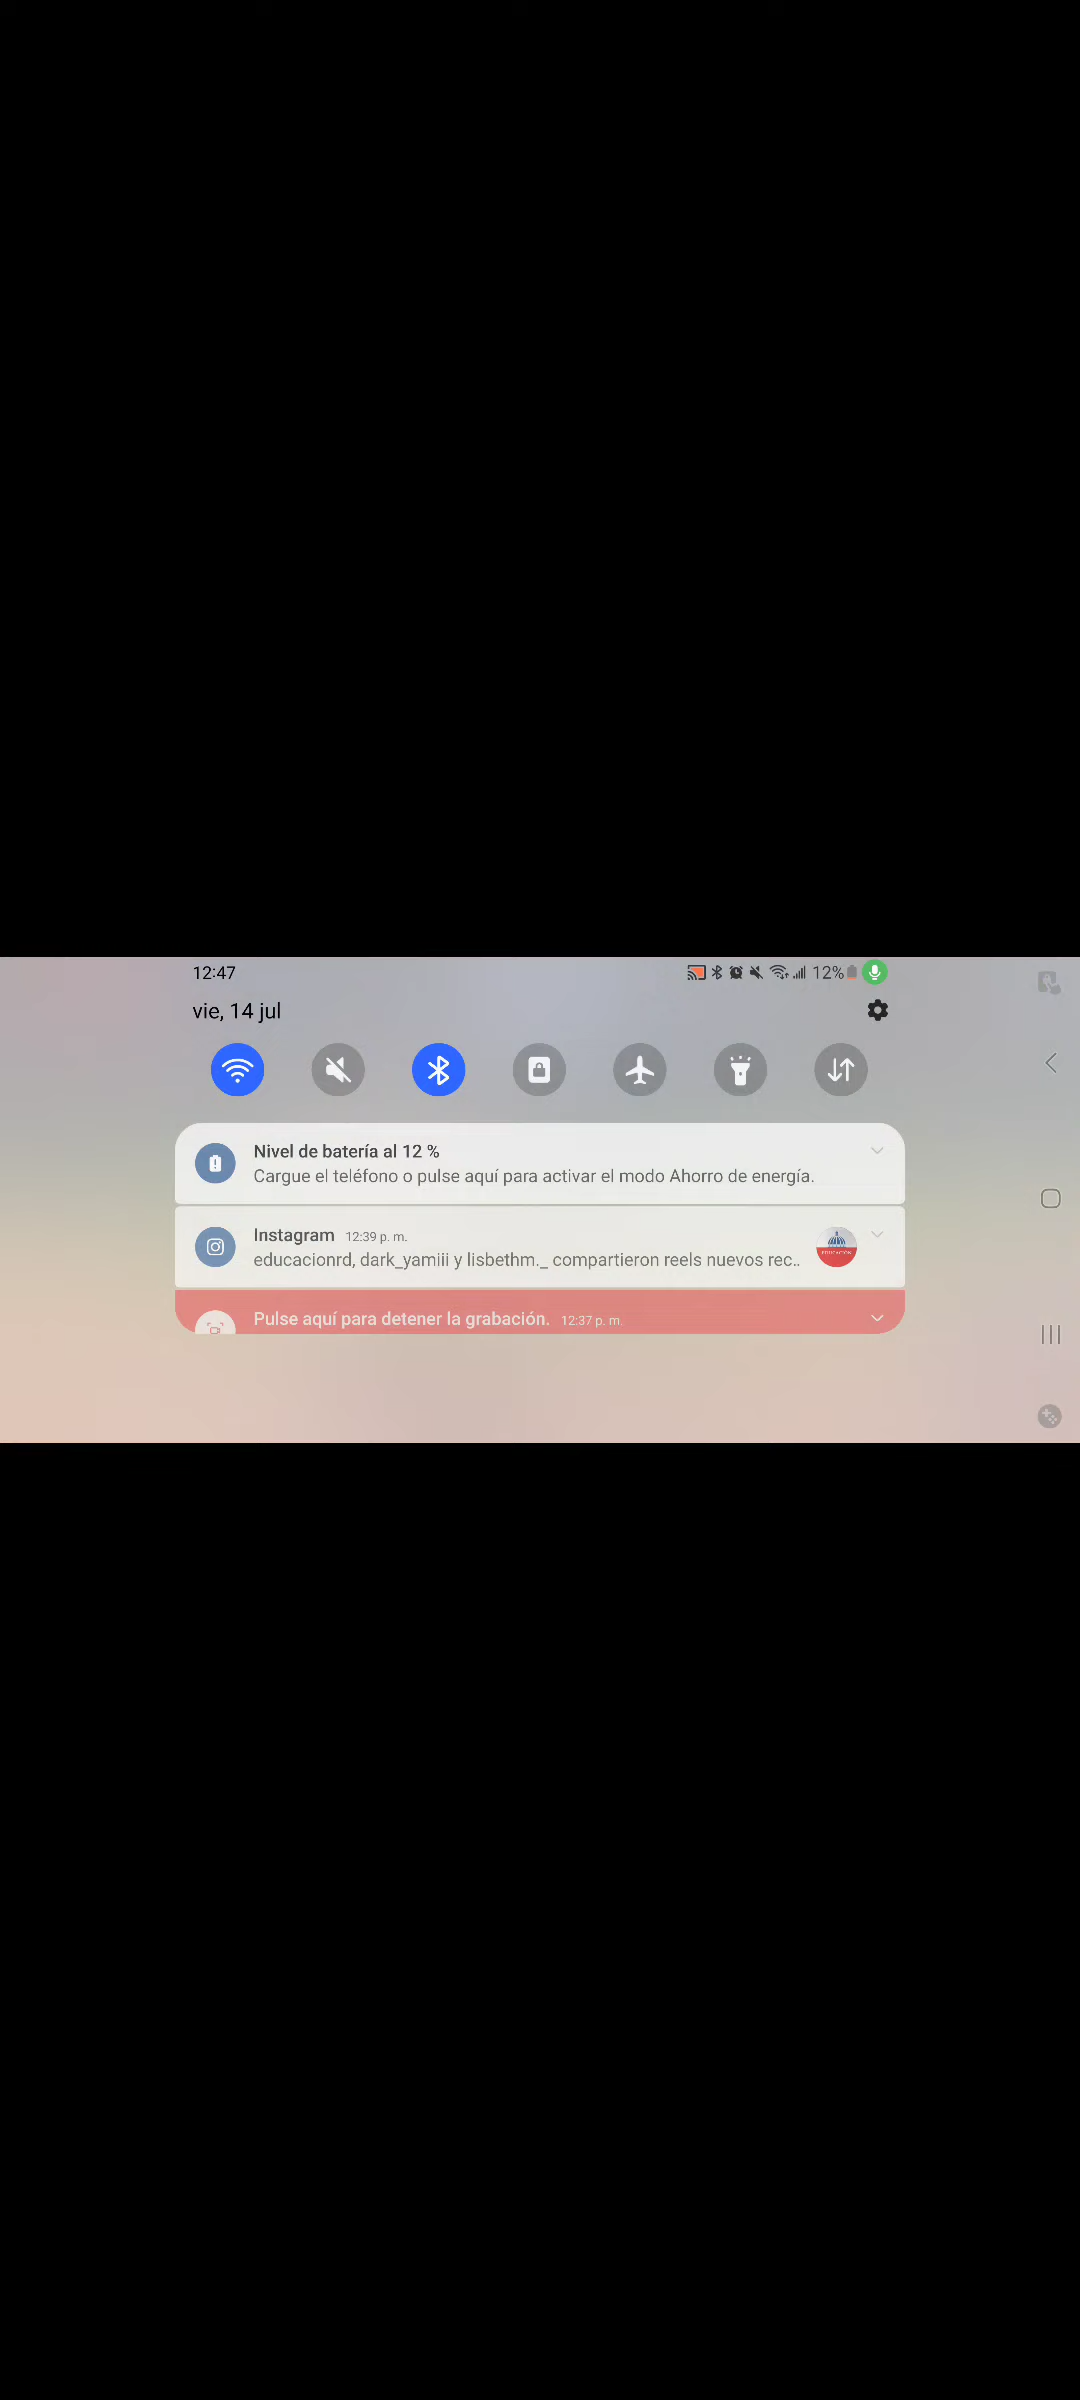 12:47
12%
vie, 14 jul
Nivel de batería al 12 %
Cargue el teléfono o pulse aquí para activar el modo Ahorro de energía.
Instagram 12:39 p. m.
educacionrd, dark_yamiii y lisbethm._ compartieron reels nuevos rec..
EDUCACIÓN
Pulse aquí para detener la grabación. 12:37 p. m.